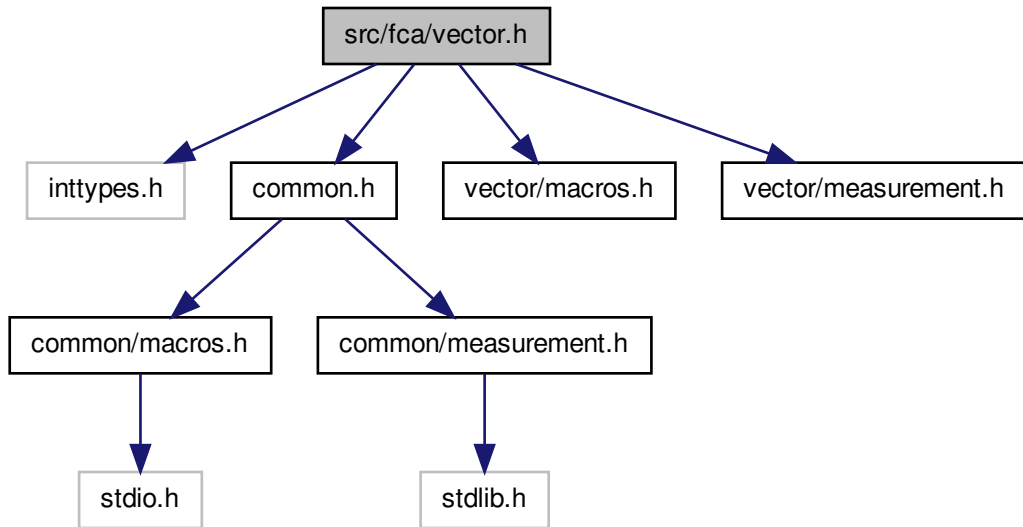 src/fca/vector.h
inttypes.h
common.h
vector/macros.h
vector/measurement.h
common/macros.h
common/measurement.h
stdio.h
stdlib.h